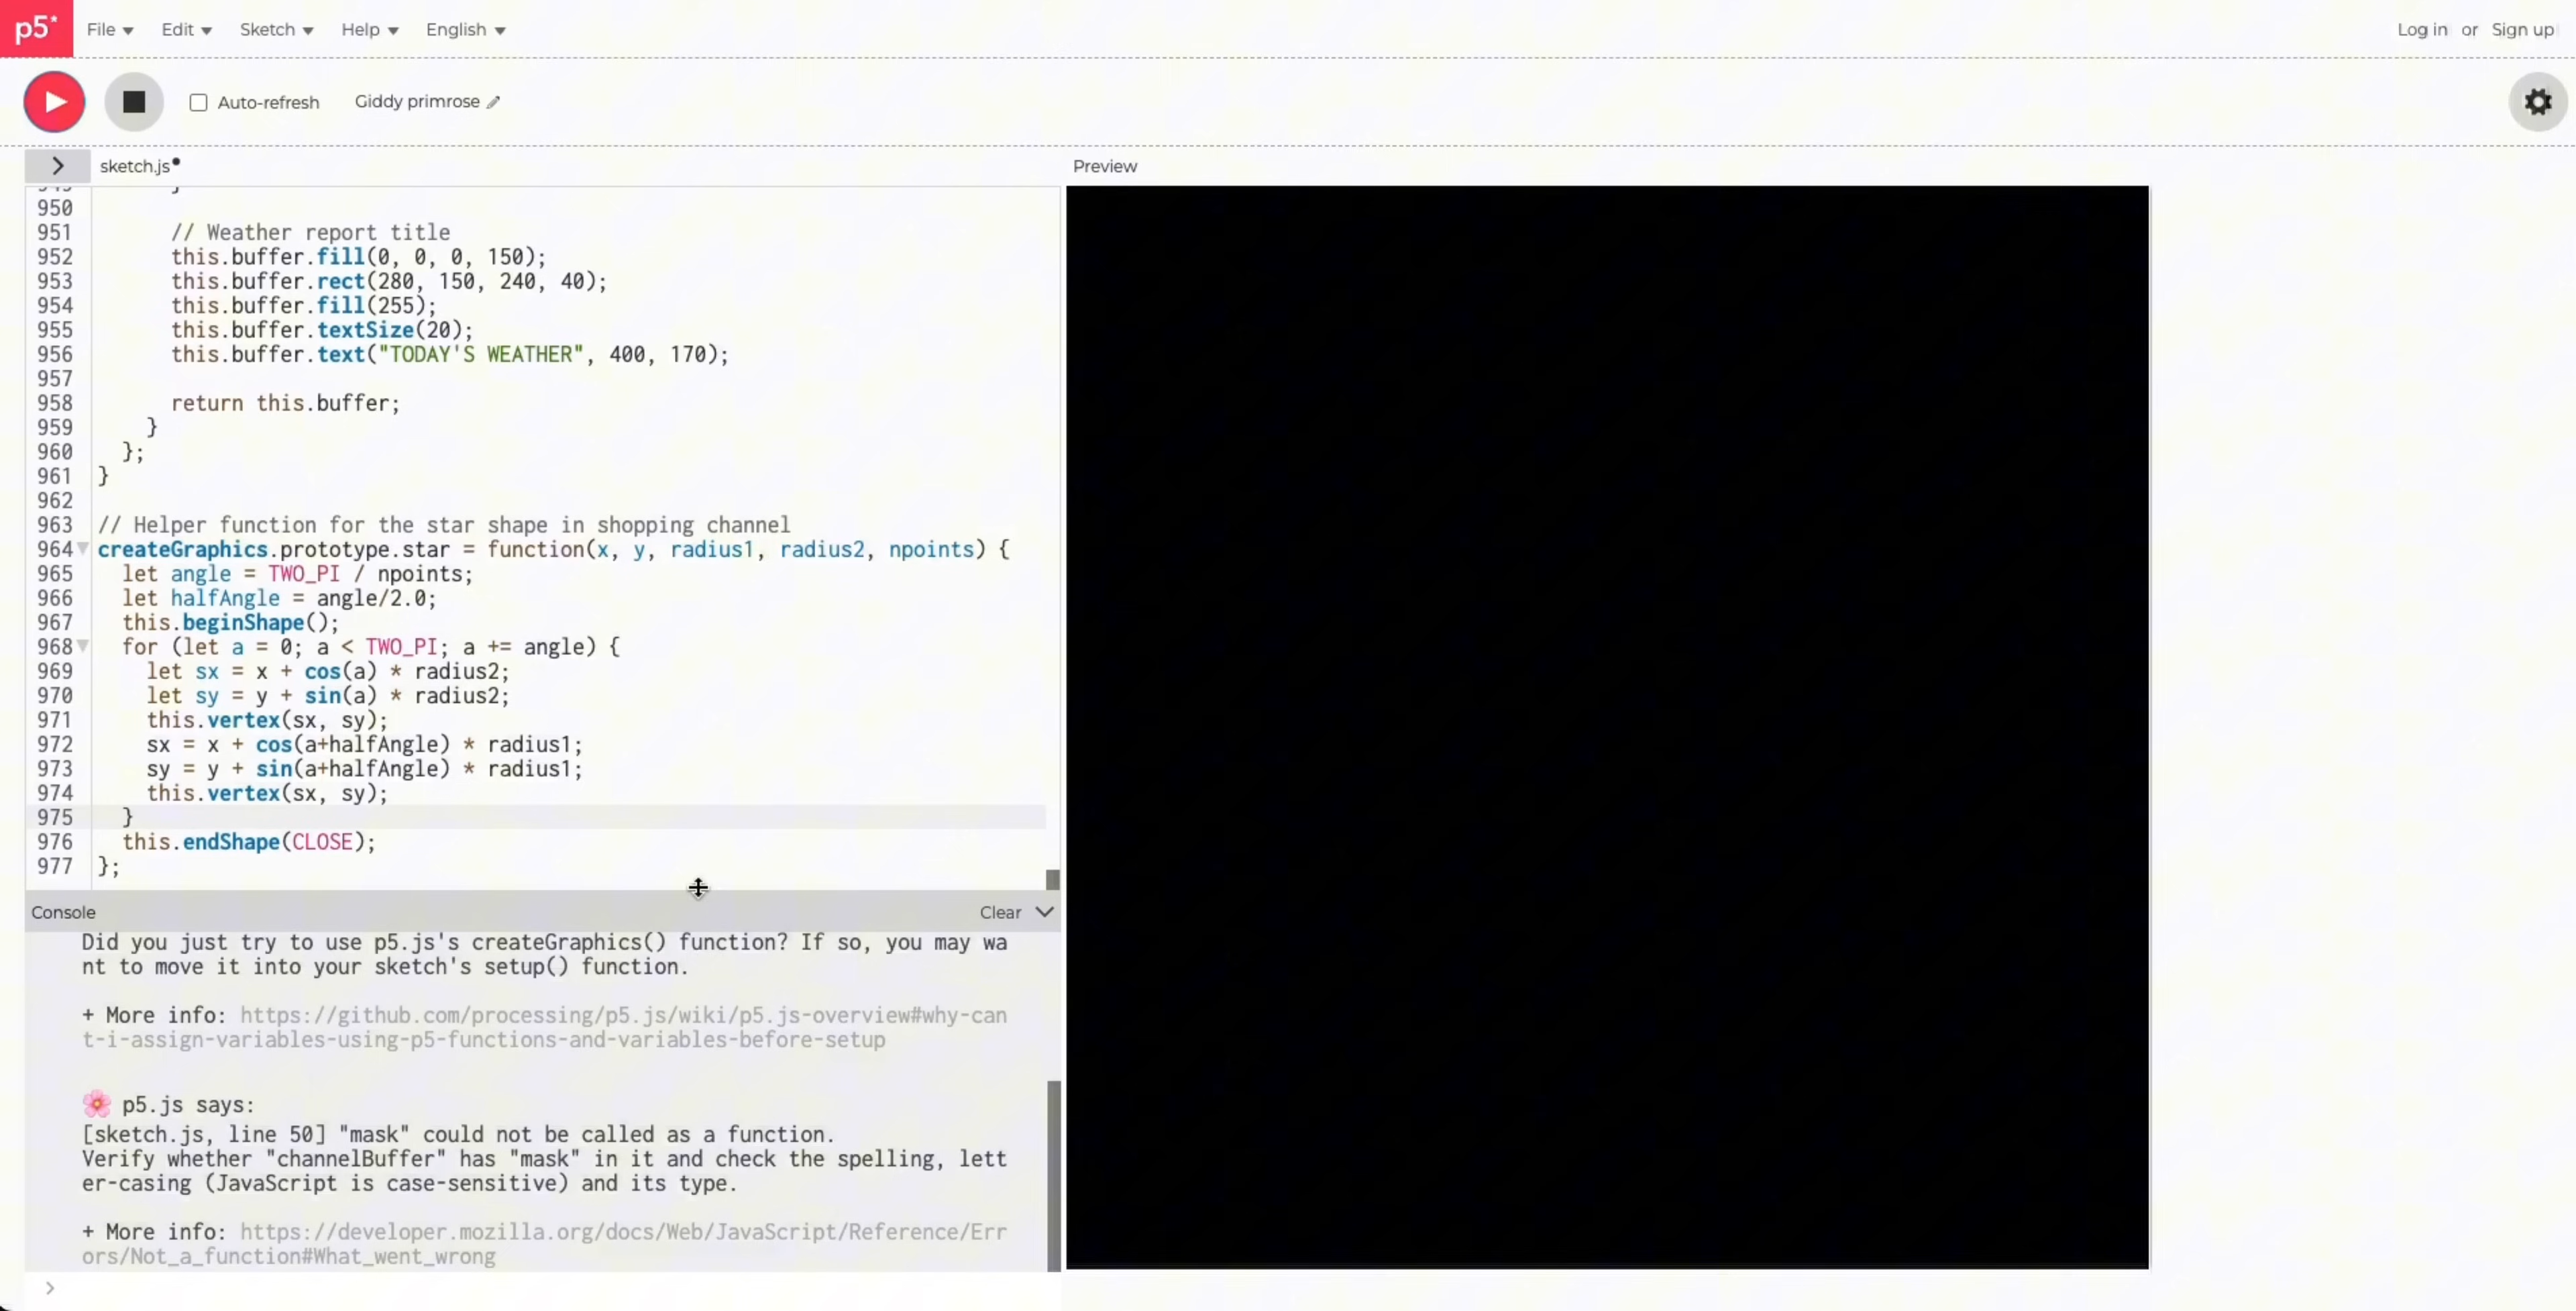 p5*
File Edit Sketch Help English Log in or Sign up
Auto-refresh Giddy primrose
sketch.js• Preview
950
951 // Weather report title
952 this.buffer.fill(0, 0, 0, 150);
953 this.buffer.rect(280, 150, 240, 40);
954 this.buffer.fill(255);
955 this.buffer.textSize(20);
956 this.buffer.text("TODAY'S WEATHER", 400, 170);
957
958 return this.buffer;
959 }
960 };
961 }
962
963 // Helper function for the star shape in shopping channel
964 createGraphics.prototype.star = function(x, y, radius1, radius2, npoints) {
965 let angle = TWO_PI / npoints;
966 let halfAngle = angle/2.0;
967 this.beginShape();
968 for (let a = 0; a < TWO_PI; a += angle) {
969 let sx = x + cos(a) * radius2;
970 let sy = y + sin(a) * radius2;
971 this.vertex(sx, sy);
972 sx = x + cos(a+halfAngle) * radius1;
973 sy = y + sin(a+halfAngle) * radius1;
974 this.vertex(sx, sy);
975 }
976 this.endShape(CLOSE);
977 };
Console Clear
Did you just try to use p5.js's createGraphics() function? If so, you may wa
nt to move it into your sketch's setup() function.
+ More info: https://github.com/processing/p5.js/wiki/p5.js-overview#why-can
t-i-assign-variables-using-p5-functions-and-variables-before-setup
🌸 p5.js says:
[sketch.js, line 50] "mask" could not be called as a function.
Verify whether "channelBuffer" has "mask" in it and check the spelling, lett
er-casing (JavaScript is case-sensitive) and its type.
+ More info: https://developer.mozilla.org/docs/Web/JavaScript/Reference/Err
ors/Not_a_function#What_went_wrong
>